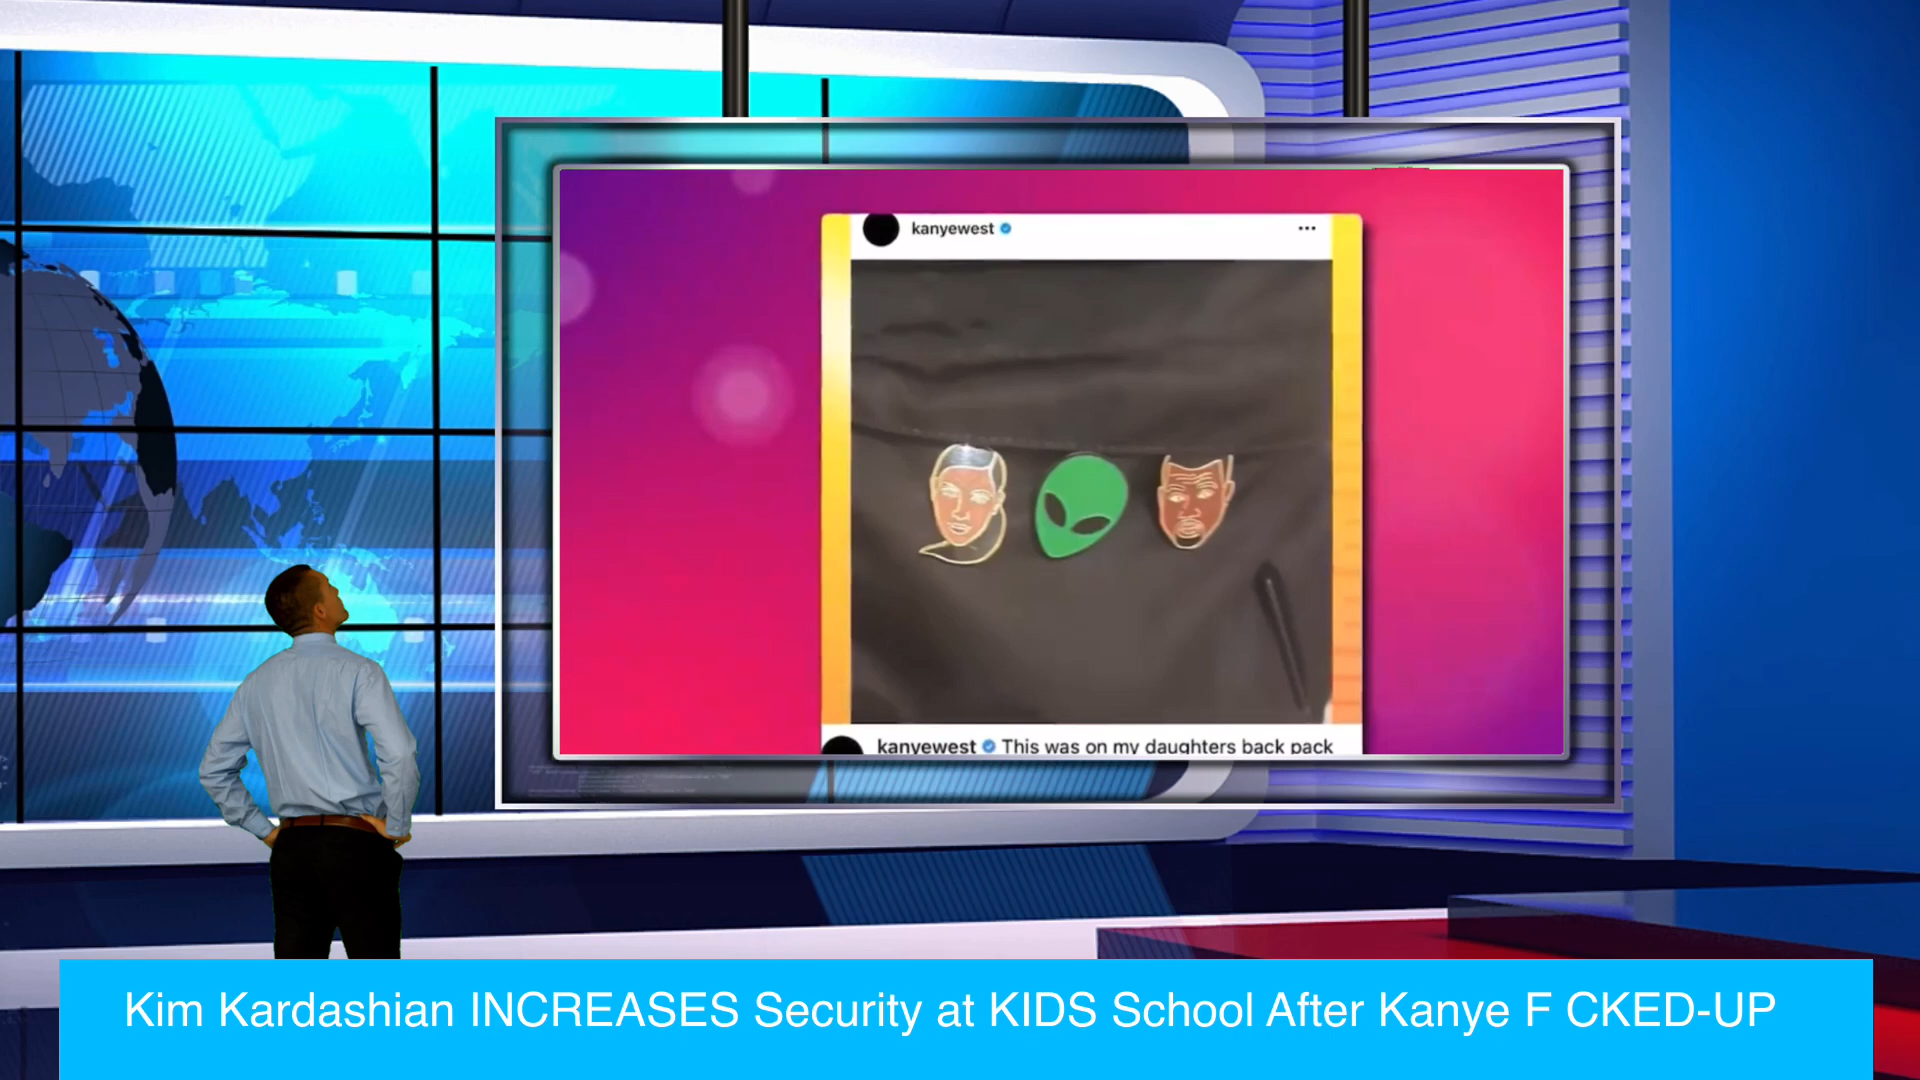 kanyewest
kanyewest This was on my daughters back pack
Kim Kardashian INCREASES Security at KIDS School After Kanye F CKED-UP